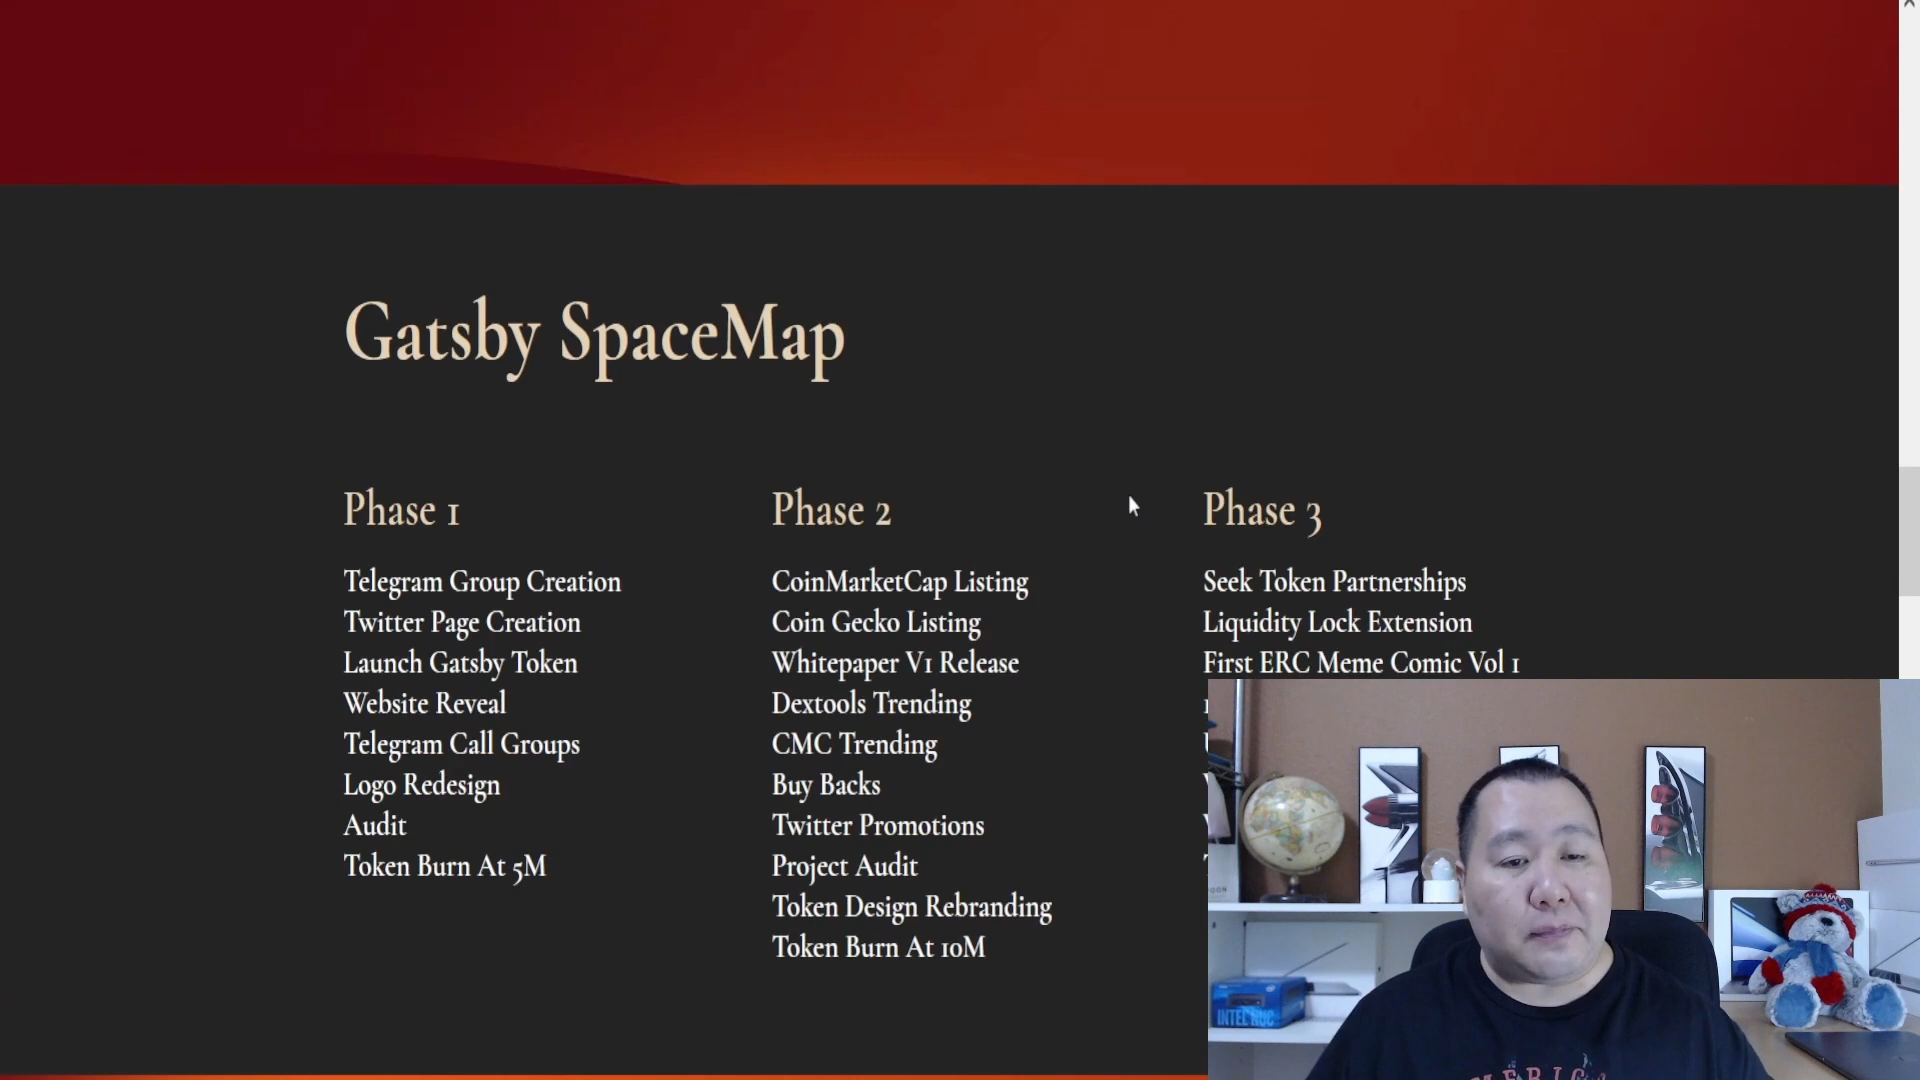 Gatsby SpaceMap
Phase 1
Telegram Group Creation
Twitter Page Creation
Launch Gatsby Token
Website Reveal
Telegram Call Groups
Logo Redesign
Audit
Token Burn At 5M
Phase 2
CoinMarketCap Listing
Coin Gecko Listing
Whitepaper V1 Release
Dextools Trending
CMC Trending
Buy Backs
Twitter Promotions
Project Audit
Token Design Rebranding
Token Burn At 10M
Phase 3
Seek Token Partnerships
Liquidity Lock Extension
First ERC Meme Comic Vol 1
INTEL NUC